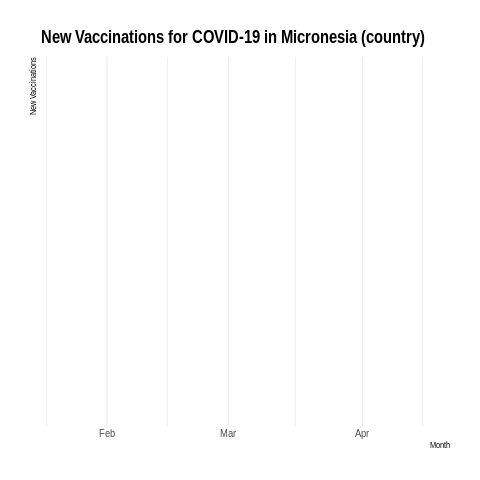 New Vaccinations for COVID-19 in Micronesia (country)
New Vaccinations
Feb Mar Apr
Month